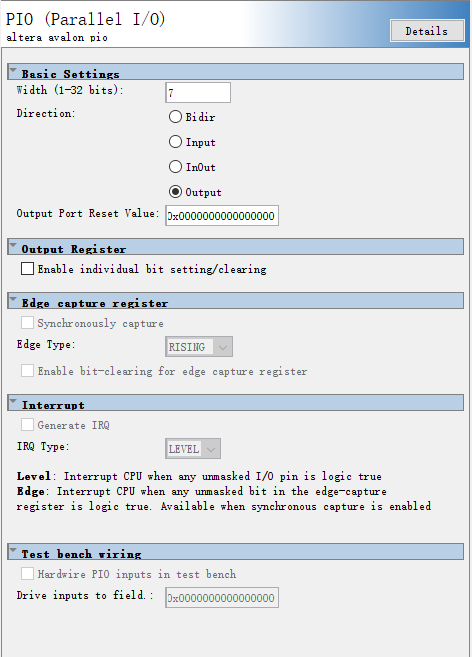 PIO (Parallel I/O)
altera avalon pio
Details
Basic Settings
Width (1-32 bits): 7
Direction:
Bidir
Input
InOut
Output
Output Port Reset Value: 0x0000000000000000
Output Register
Enable individual bit setting/clearing
Edge capture register
Synchronously capture
Edge Type: RISING
Enable bit-clearing for edge capture register
Interrupt
Generate IRQ
IRQ Type: LEVEL
Level: Interrupt CPU when any unmasked I/O pin is logic true
Edge: Interrupt CPU when any unmasked bit in the edge-capture
register is logic true. Available when synchronous capture is enabled
Test bench wiring
Hardwire PIO inputs in test bench
Drive inputs to field.: 0x0000000000000000